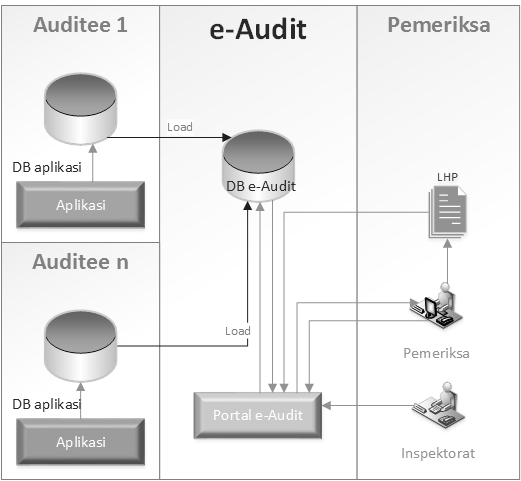 Auditee 1
e-Audit
Pemeriksa
Load
DB aplikasi
DB e-Audit
LHP
Aplikasi
Auditee n
Load
Pemeriksa
DB aplikasi
Portal e-Audit
Aplikasi
Inspektorat